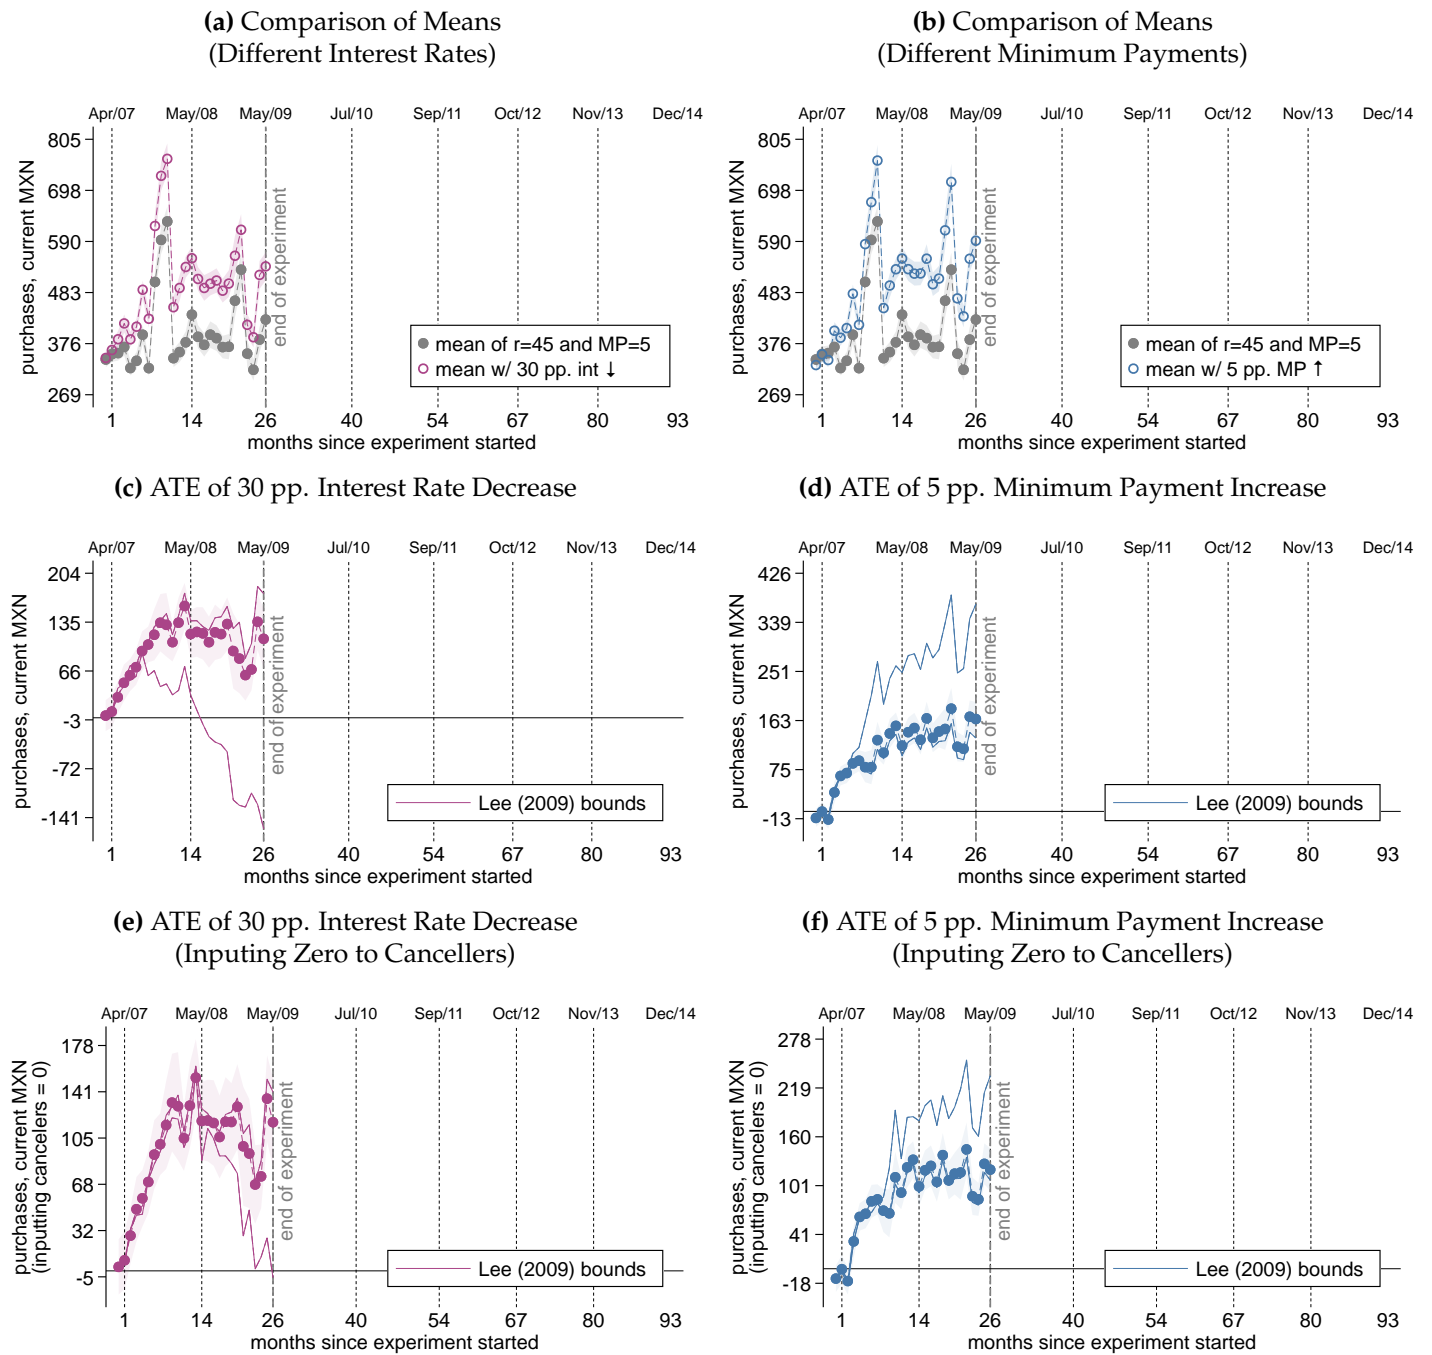 (a) Comparison of Means
(Different Interest Rates)
Apr/07 May/08 May/09 Jul/10 Sep/11 Oct/12 Nov/13 Dec/14
purchases, current MXN
805
698
590
483
376
269
end of experiment
mean of r=45 and MP=5
mean w/ 30 pp. int ↓
1 14 26 40 54 67 80 93
months since experiment started
(b) Comparison of Means
(Different Minimum Payments)
Apr/07 May/08 May/09 Jul/10 Sep/11 Oct/12 Nov/13 Dec/14
purchases, current MXN
805
698
590
483
376
269
end of experiment
mean of r=45 and MP=5
mean w/ 5 pp. MP ↑
1 14 26 40 54 67 80 93
months since experiment started
(c) ATE of 30 pp. Interest Rate Decrease
Apr/07 May/08 May/09 Jul/10 Sep/11 Oct/12 Nov/13 Dec/14
purchases, current MXN
204
135
66
-3
-72
-141
end of experiment
Lee (2009) bounds
1 14 26 40 54 67 80 93
months since experiment started
(d) ATE of 5 pp. Minimum Payment Increase
Apr/07 May/08 May/09 Jul/10 Sep/11 Oct/12 Nov/13 Dec/14
purchases, current MXN
426
339
251
163
75
-13
end of experiment
Lee (2009) bounds
1 14 26 40 54 67 80 93
months since experiment started
(e) ATE of 30 pp. Interest Rate Decrease
(Inputing Zero to Cancellers)
Apr/07 May/08 May/09 Jul/10 Sep/11 Oct/12 Nov/13 Dec/14
purchases, current MXN
(inputting cancelers = 0)
178
141
105
68
32
-5
end of experiment
Lee (2009) bounds
1 14 26 40 54 67 80 93
months since experiment started
(f) ATE of 5 pp. Minimum Payment Increase
(Inputing Zero to Cancellers)
Apr/07 May/08 May/09 Jul/10 Sep/11 Oct/12 Nov/13 Dec/14
purchases, current MXN
(inputting cancelers = 0)
278
219
160
101
41
-18
end of experiment
Lee (2009) bounds
1 14 26 40 54 67 80 93
months since experiment started